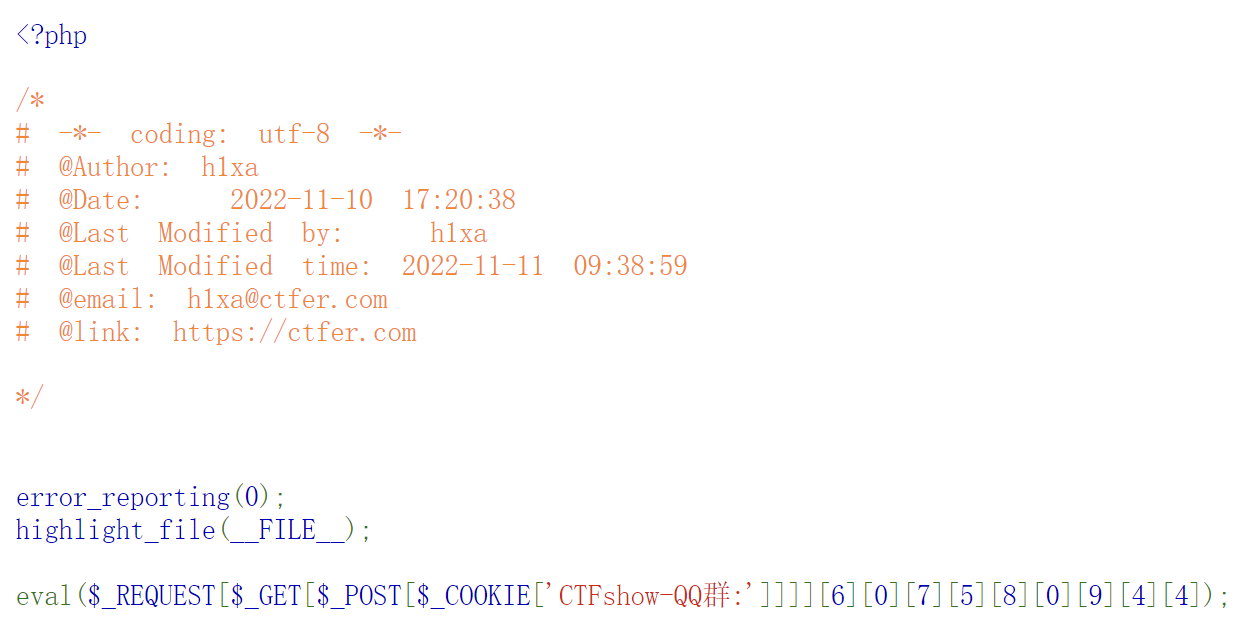 <?php
/*
# -*- coding: utf-8 -*-
# @Author: h1xa
# @Date:   2022-11-10 17:20:38
# @Last Modified by:   h1xa
# @Last Modified time: 2022-11-11 09:38:59
# @email: h1xa@ctfer.com
# @link: https://ctfer.com
*/
error_reporting(0);
highlight_file(__FILE__);
eval($_REQUEST[$_GET[$_POST[$_COOKIE['CTFshow-QQ群:']]]][6][0][7][5][8][0][9][4][4]);